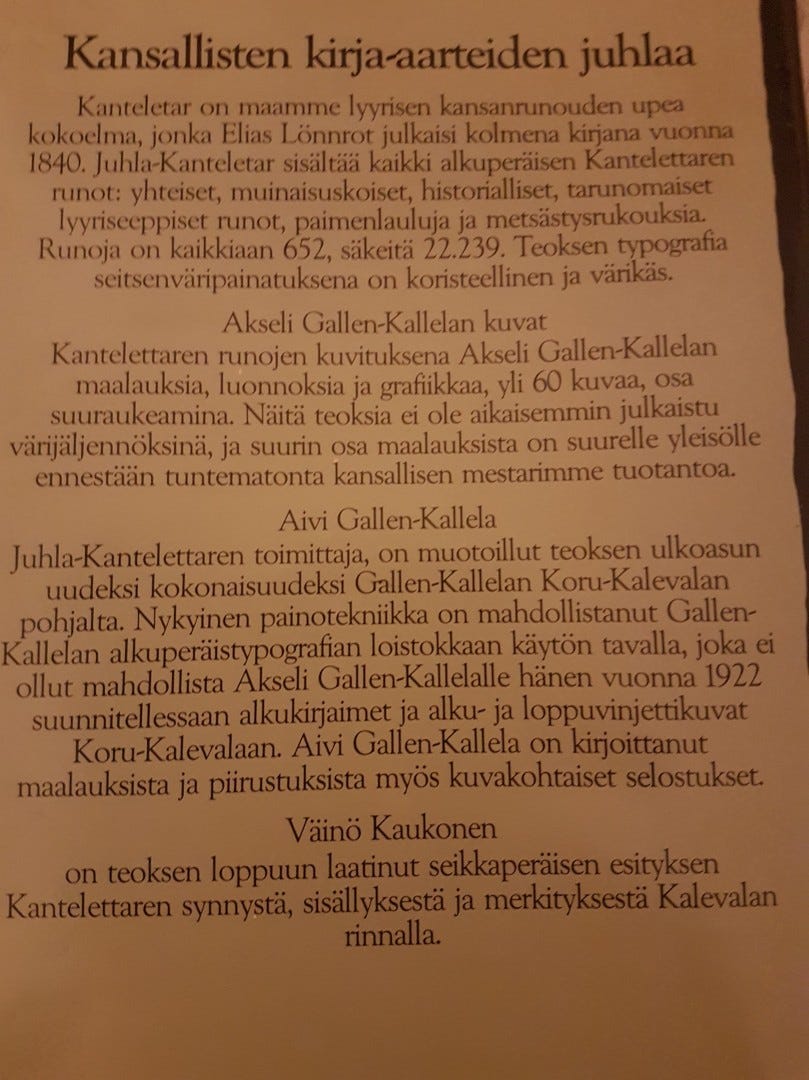 Kansallisten kirja-aarteiden juhlaa
Kanteletar on maamme lyyrisen kansanrunouden upea
kokoelma, jonka Elias Lönnrot julkaisi kolmena kirjana vuonna
1840. Juhla-Kanteletar sisältää kaikki alkuperäisen Kantelettaren
runot: yhteiset, muinaisuskoiset, historialliset, tarunomaiset
lyyriseeppiset runot, paimenlauluja ja metsästysrukouksia.
Runoja on kaikkiaan 652, säkeitä 22.239. Teoksen typografia
seitsenväripainatuksena on koristeellinen ja värikäs.
Akseli Gallen-Kallelan kuvat
Kantelettaren runojen kuvituksena Akseli Gallen-Kallelan
maalauksia, luonnoksia ja grafiikkaa, yli 60 kuvaa, osa
suuraukeamina. Näitä teoksia ei ole aikaisemmin julkaistu
värijäljennöksinä, ja suurin osa maalauksista on suurelle yleisölle
ennestään tuntematonta kansallisen mestarimme tuotantoa.
Aivi Gallen-Kallela
Juhla-Kantelettaren toimittaja, on muotoillut teoksen ulkoasun
uudeksi kokonaisuudeksi Gallen-Kallelan Koru-Kalevalan
pohjalta. Nykyinen painotekniikka on mahdollistanut Gallen-
Kallelan alkuperäistypografian loistokkaan käytön tavalla, joka ei
ollut mahdollista Akseli Gallen-Kallelalle hänen vuonna 1922
suunnitellessaan alkukirjaimet ja alku- ja loppuvinjettikuvat
Koru-Kalevalaan. Aivi Gallen-Kallela on kirjoittanut
maalauksista ja piirustuksista myös kuvakohtaiset selostukset.
Väinö Kaukonen
on teoksen loppuun laatinut seikkaperäisen esityksen
Kantelettaren synnystä, sisällyksestä ja merkityksestä Kalevalan
rinnalla.